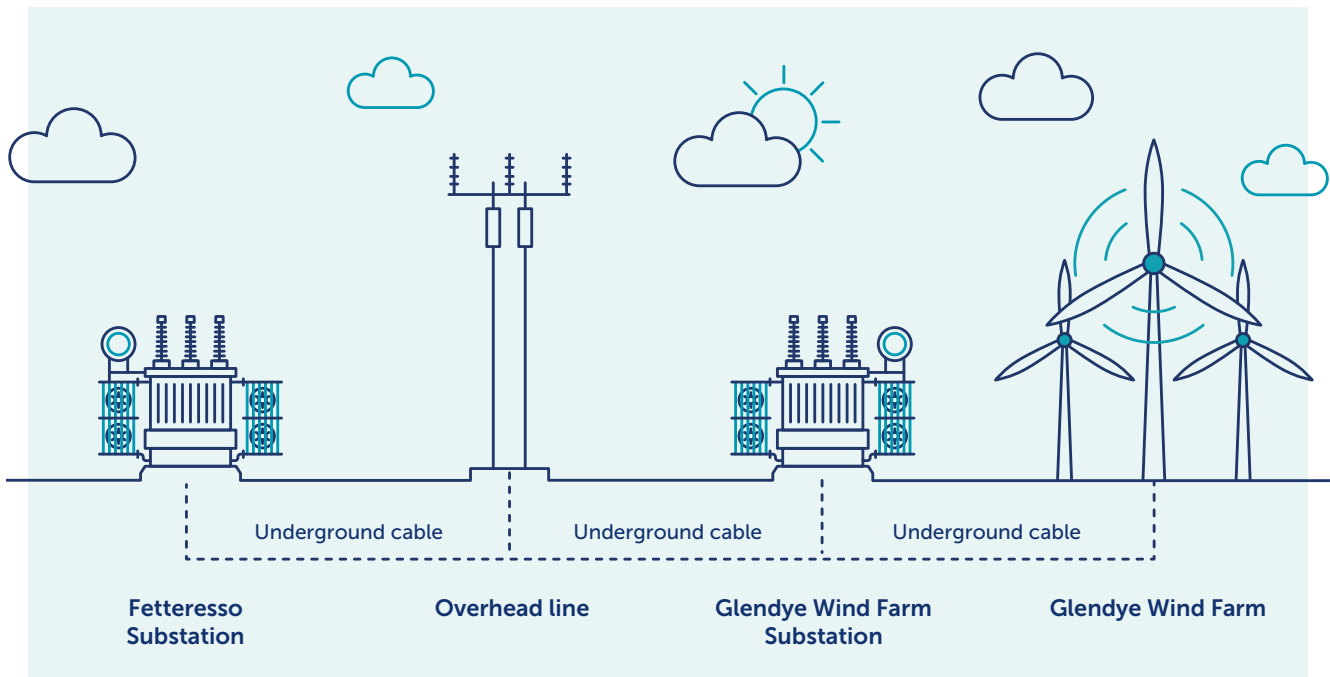 Underground cable
Underground cable
Underground cable
Fetteresso
Substation
Overhead line
Glendye Wind Farm
Substation
Glendye Wind Farm